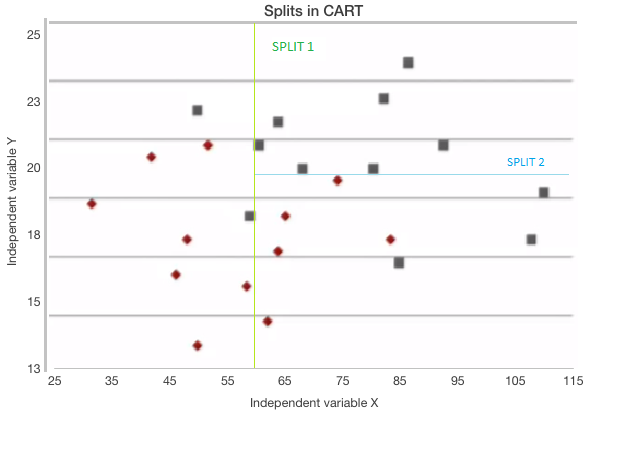 Splits in CART
25
SPLIT 1
23
Independent variable Y
20
SPLIT 2
18
15
13
25 35 45 55 65 75 85 95 105 115
Independent variable X